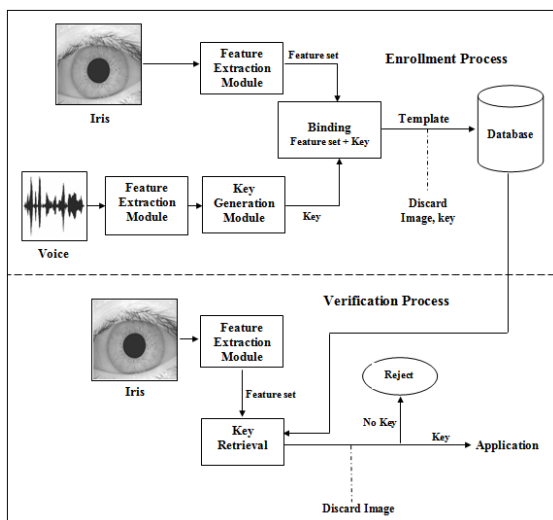 Enrollment Process
Iris
Feature
Extraction
Module
Feature set
Binding
Feature set + Key
Template
Database
Discard
Image, key
Voice
Feature
Extraction
Module
Key
Generation
Module
Key
Verification Process
Iris
Feature
Extraction
Module
Feature set
Key
Retrieval
Reject
No Key
Key
Application
Discard Image